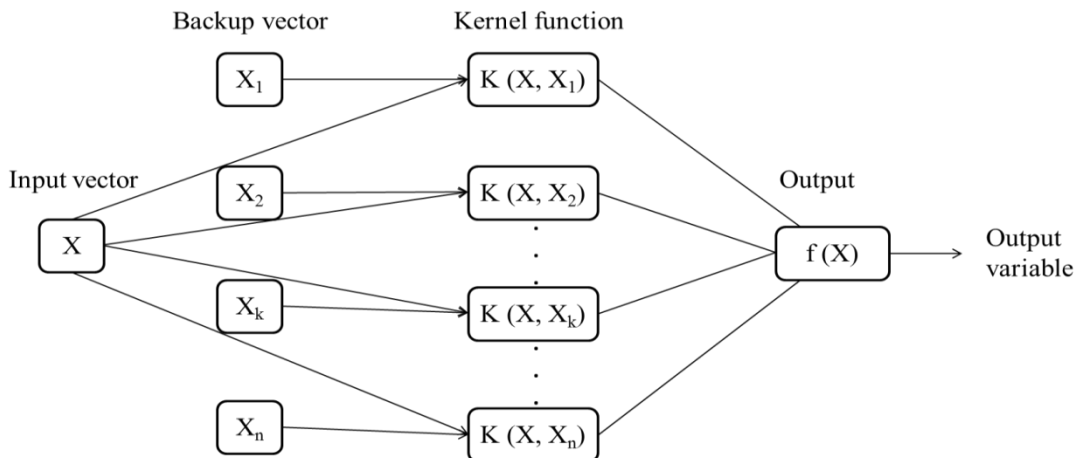 Backup vector
Kernel function
X₁
K (X, X₁)
Input vector
X₂
K (X, X₂)
Output
X
f (X)
Output
variable
Xₖ
K (X, Xₖ)
Xₙ
K (X, Xₙ)